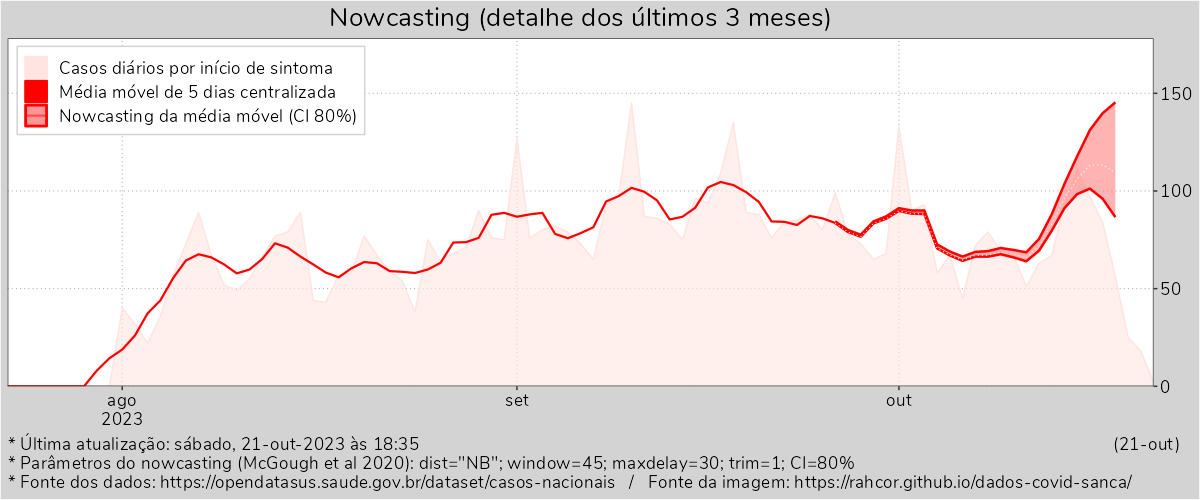 Nowcasting (detalhe dos últimos 3 meses)
Casos diários por início de sintoma
Média móvel de 5 dias centralizada
Nowcasting da média móvel (CI 80%)
150
100
50
0
ago
2023
set
out
* Última atualização: sábado, 21-out-2023 às 18:35
(21-out)
* Parâmetros do nowcasting (McGough et al 2020): dist="NB"; window=45; maxdelay=30; trim=1; CI=80%
* Fonte dos dados: https://opendatasus.saude.gov.br/dataset/casos-nacionais / Fonte da imagem: https://rahcor.github.io/dados-covid-sanca/